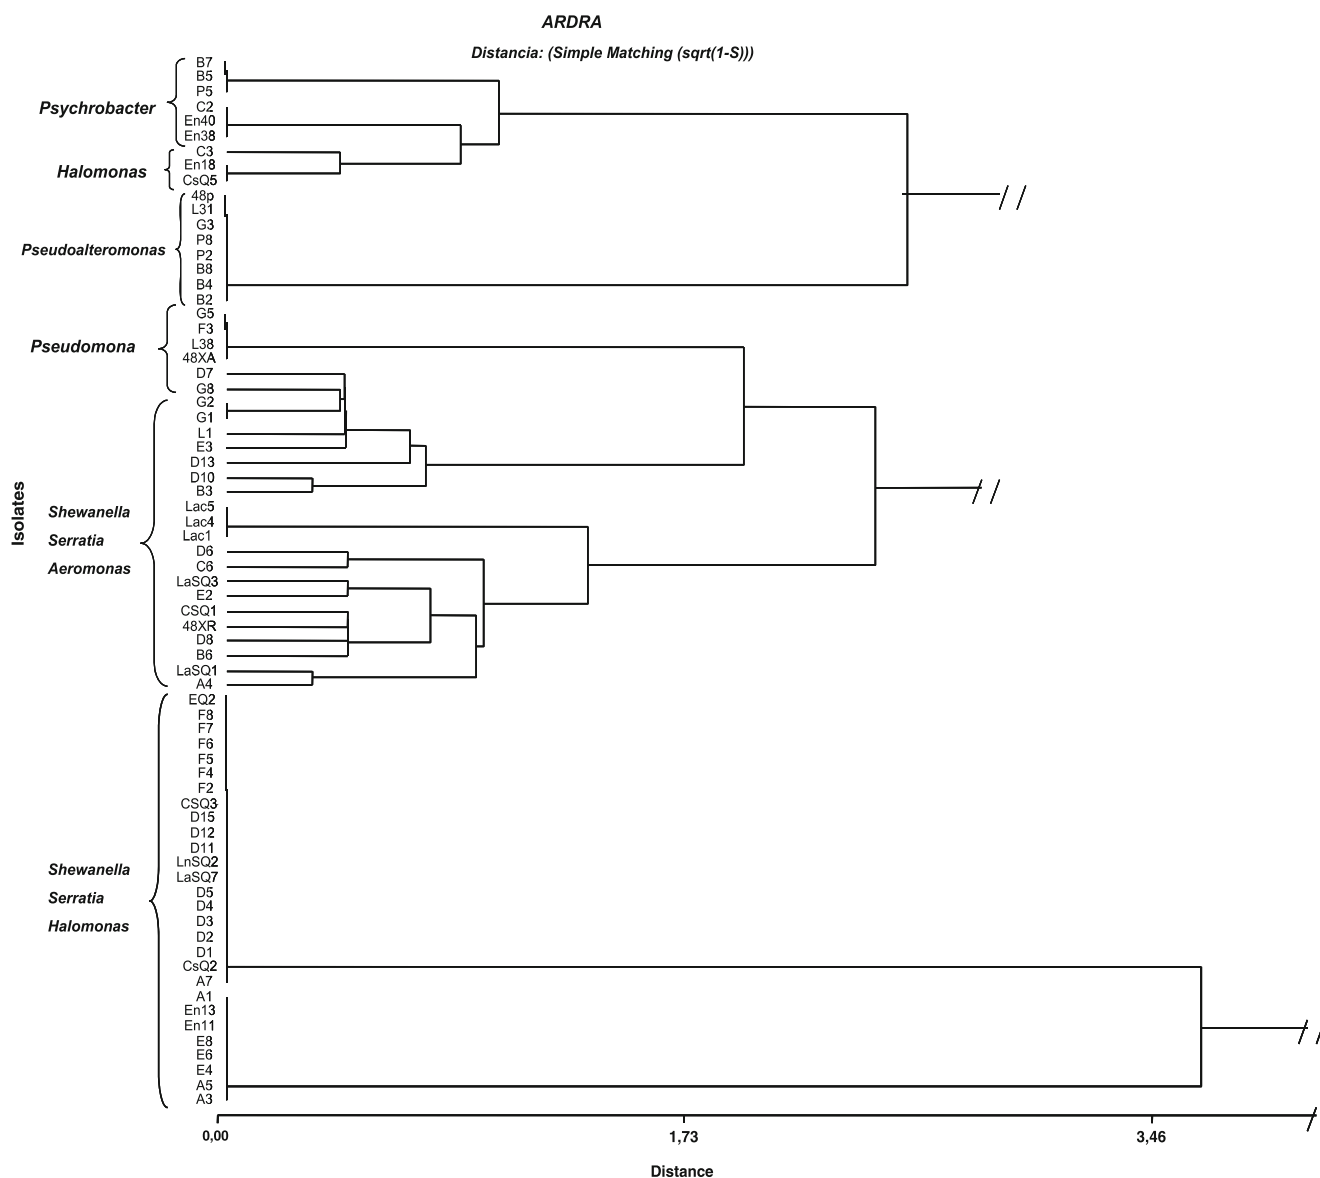 ARDRA
Distancia: (Simple Matching (sqrt(1-S)))
Psychrobacter
B7
B5
P5
C2
En40
En38
Halomonas
C3
En18
CsQ5
Pseudoalteromonas
48p
L31
G3
P8
P2
B8
B4
B2
Pseudomona
G5
F3
L38
48XA
D7
G8
Isolates
Shewanella
Serratia
Aeromonas
G2
G1
L1
E3
D13
D10
B3
Lac5
Lac4
Lac1
D6
C6
LaSQ3
E2
CSQ1
48XR
D8
B6
LaSQ1
A4
Shewanella
Serratia
Halomonas
EQ2
F8
F7
F6
F5
F4
F2
CSQ3
D15
D12
D11
LnSQ2
LaSQ7
D5
D4
D3
D2
D1
CsQ2
A7
A1
En13
En11
E8
E6
E4
A5
A3
0,00 1,73 3,46
Distance